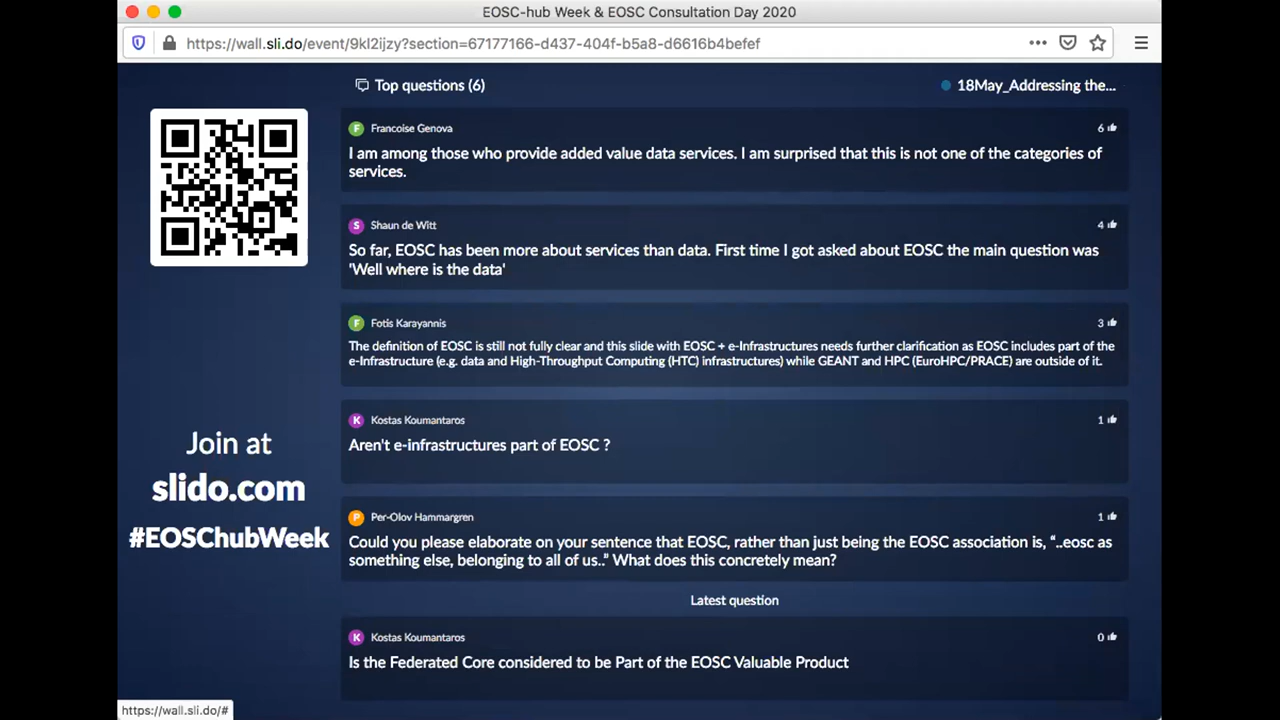 EOSC-hub Week & EOSC Consultation Day 2020
https://wall.sli.do/event/9kl2ijzy?section=67177166-d437-404f-b5a8-d6616b4befef
Top questions (6)
18May_Addressing the...
F Francoise Genova
6
I am among those who provide added value data services. I am surprised that this is not one of the categories of
services.
S Shaun de Witt
4
So far, EOSC has been more about services than data. First time I got asked about EOSC the main question was
'Well where is the data'
F Fotis Karayannis
3
The definition of EOSC is still not fully clear and this slide with EOSC + e-Infrastructures needs further clarification as EOSC includes part of the
e-Infrastructure (e.g. data and High-Throughput Computing (HTC) infrastructures) while GEANT and HPC (EuroHPC/PRACE) are outside of it.
K Kostas Koumantaros
1
Aren't e-infrastructures part of EOSC ?
P Per-Olov Hammargren
1
Could you please elaborate on your sentence that EOSC, rather than just being the EOSC association is, “..eosc as
something else, belonging to all of us..” What does this concretely mean?
Latest question
K Kostas Koumantaros
0
Is the Federated Core considered to be Part of the EOSC Valuable Product
Join at
slido.com
#EOSChubWeek
https://wall.sli.do/#